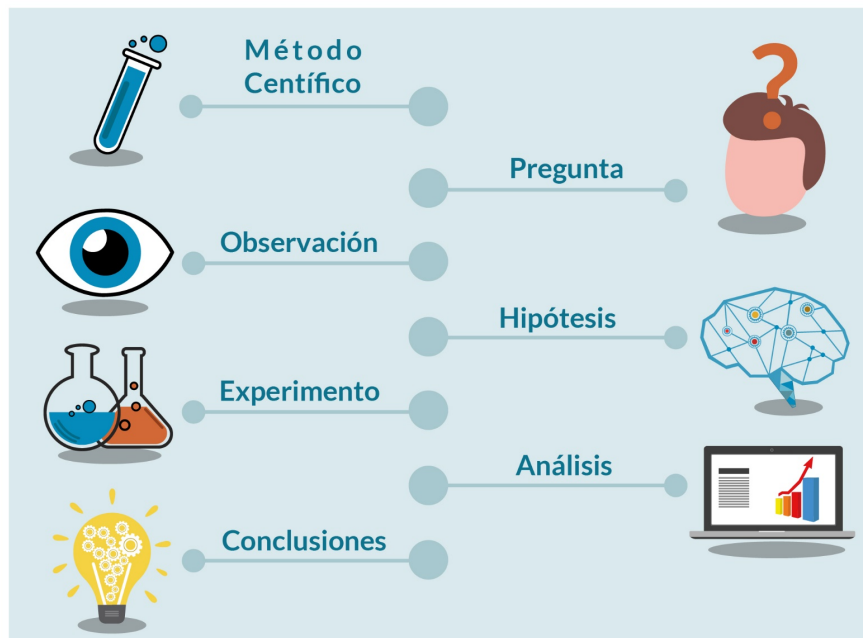 Método
Centífico
Pregunta
Observación
Hipótesis
Experimento
Análisis
Conclusiones